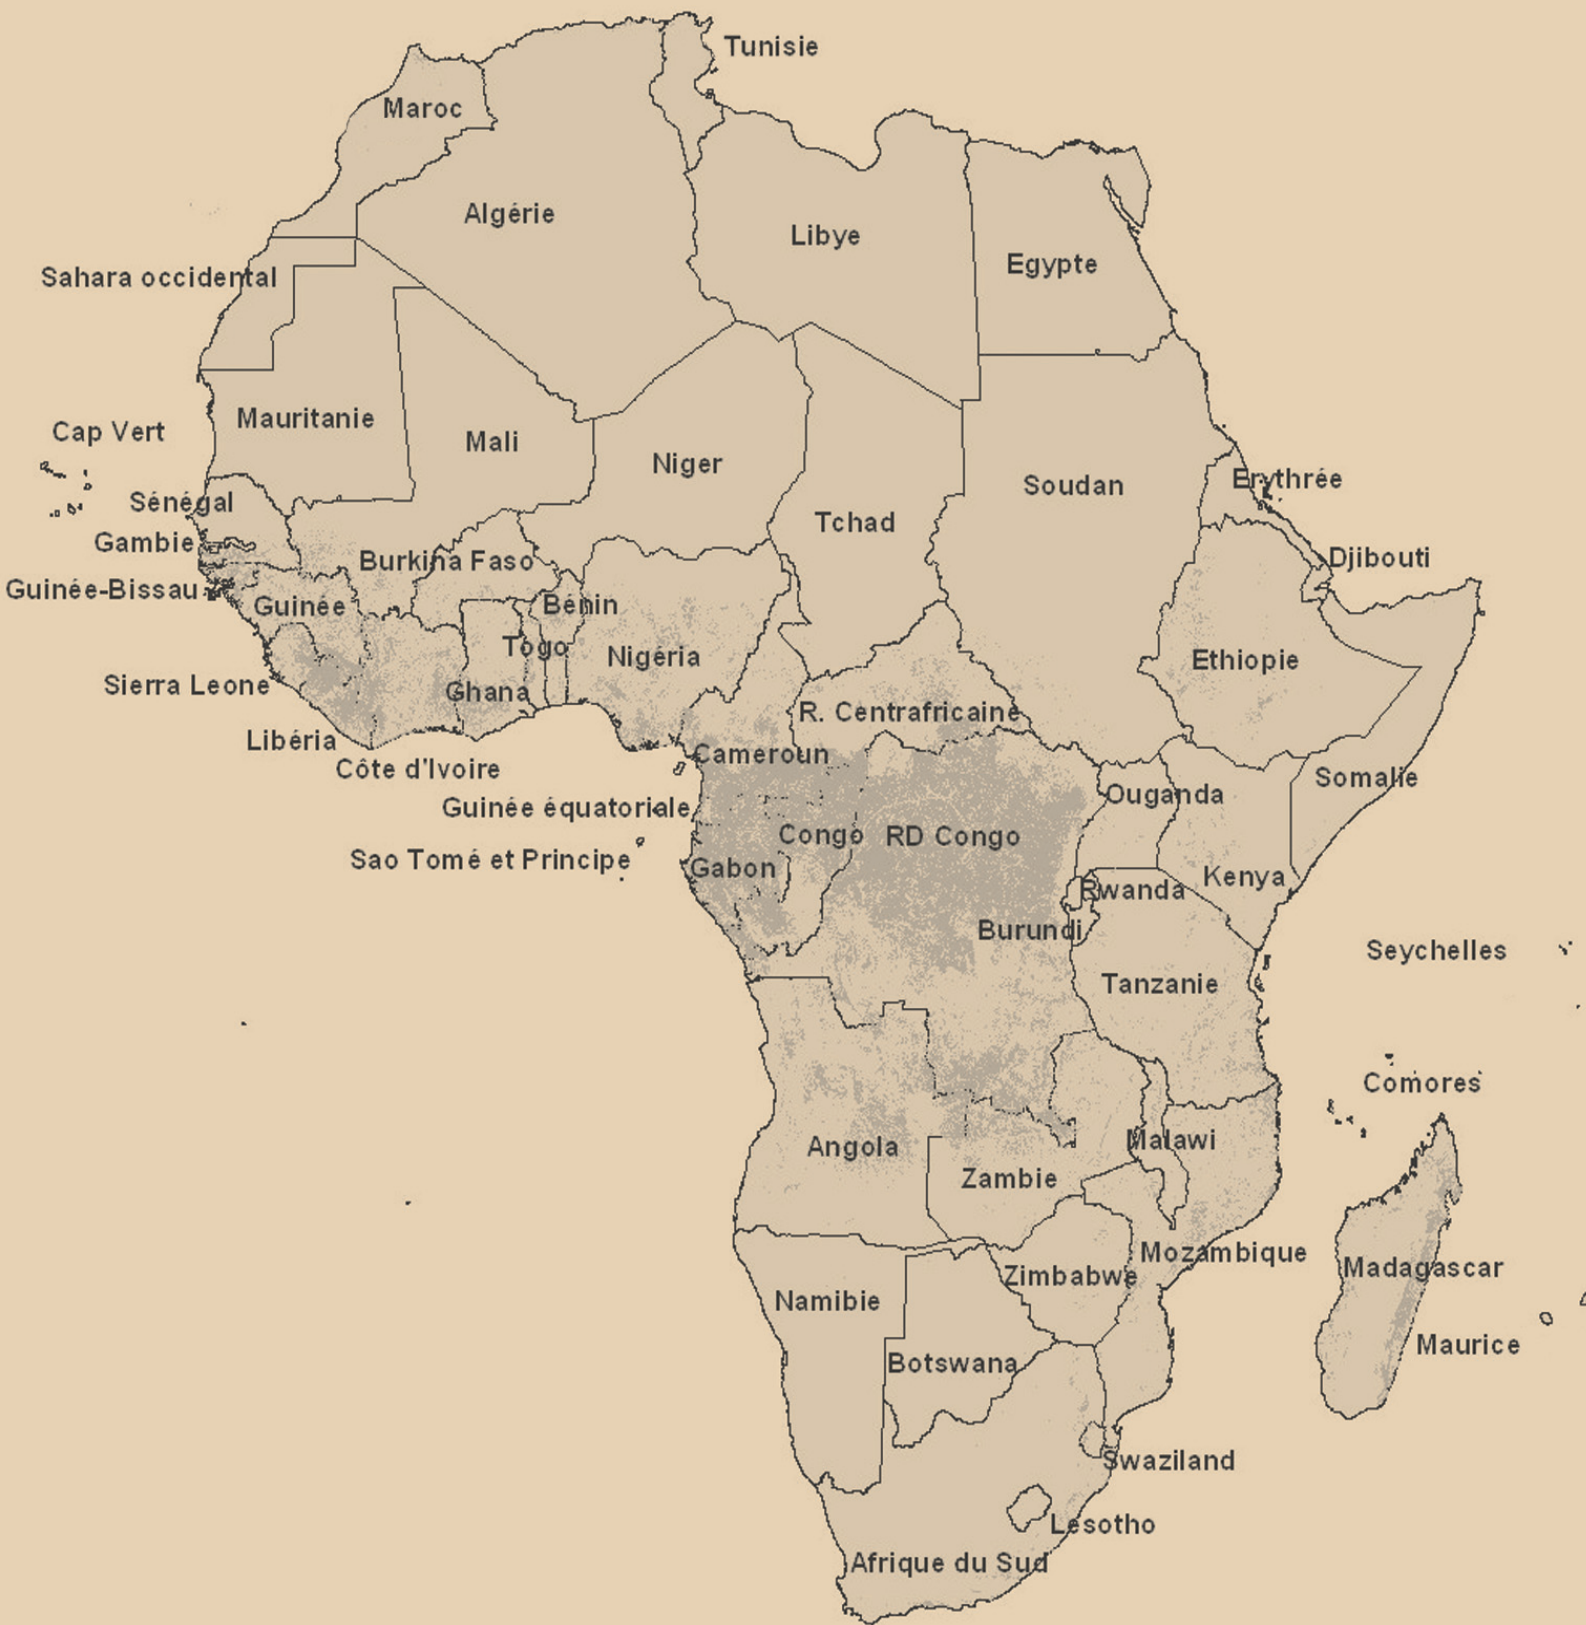 Tunisie
Maroc
Algérie
Libye
Egypte
Sahara occidental
Mauritanie
Cap Vert
Mali
Niger
Soudan
Erythrée
Sénégal
Tchad
Gambie
Burkina Faso
Djibouti
Guinée-Bissau
Guinée
Bénin
Togo
Nigéria
Ethiopie
Sierra Leone
Ghana
R. Centrafricaine
Libéria
Cameroun
Côte d'Ivoire
Somalie
Ouganda
Guinée équatoriale
Congo
RD Congo
Sao Tomé et Principe
Gabon
Kenya
Rwanda
Burundi
Seychelles
Tanzanie
Comores
Malawi
Angola
Zambie
Mozambique
Madagascar
Zimbabwe
Namibie
Maurice
Botswana
Swaziland
Lesotho
Afrique du Sud